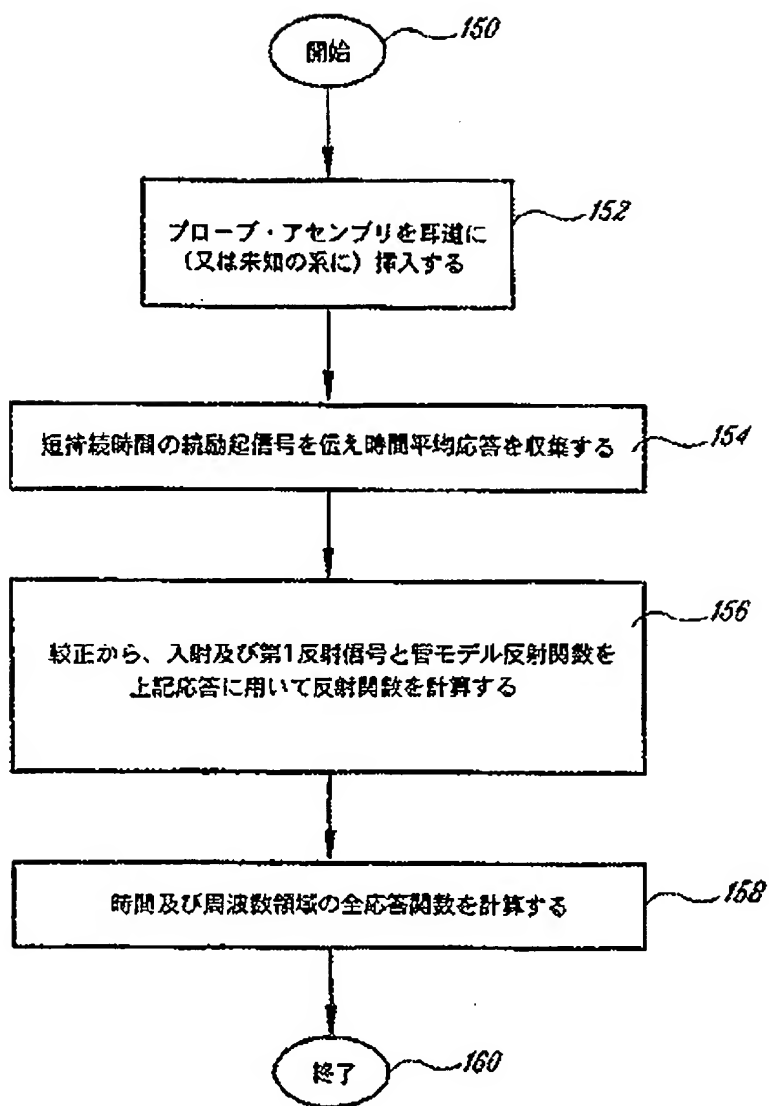 開始
150
プローブ・アセンブリを耳道に
(又は未知の系に) 挿入する
152
短持続時間の続励起信号を伝え時間平均応答を収集する
154
較正から、入射及び第1反射信号と管モデル反射関数を
上記応答に用いて反射関数を計算する
156
時間及び周波数領域の全応答関数を計算する
158
終了
160